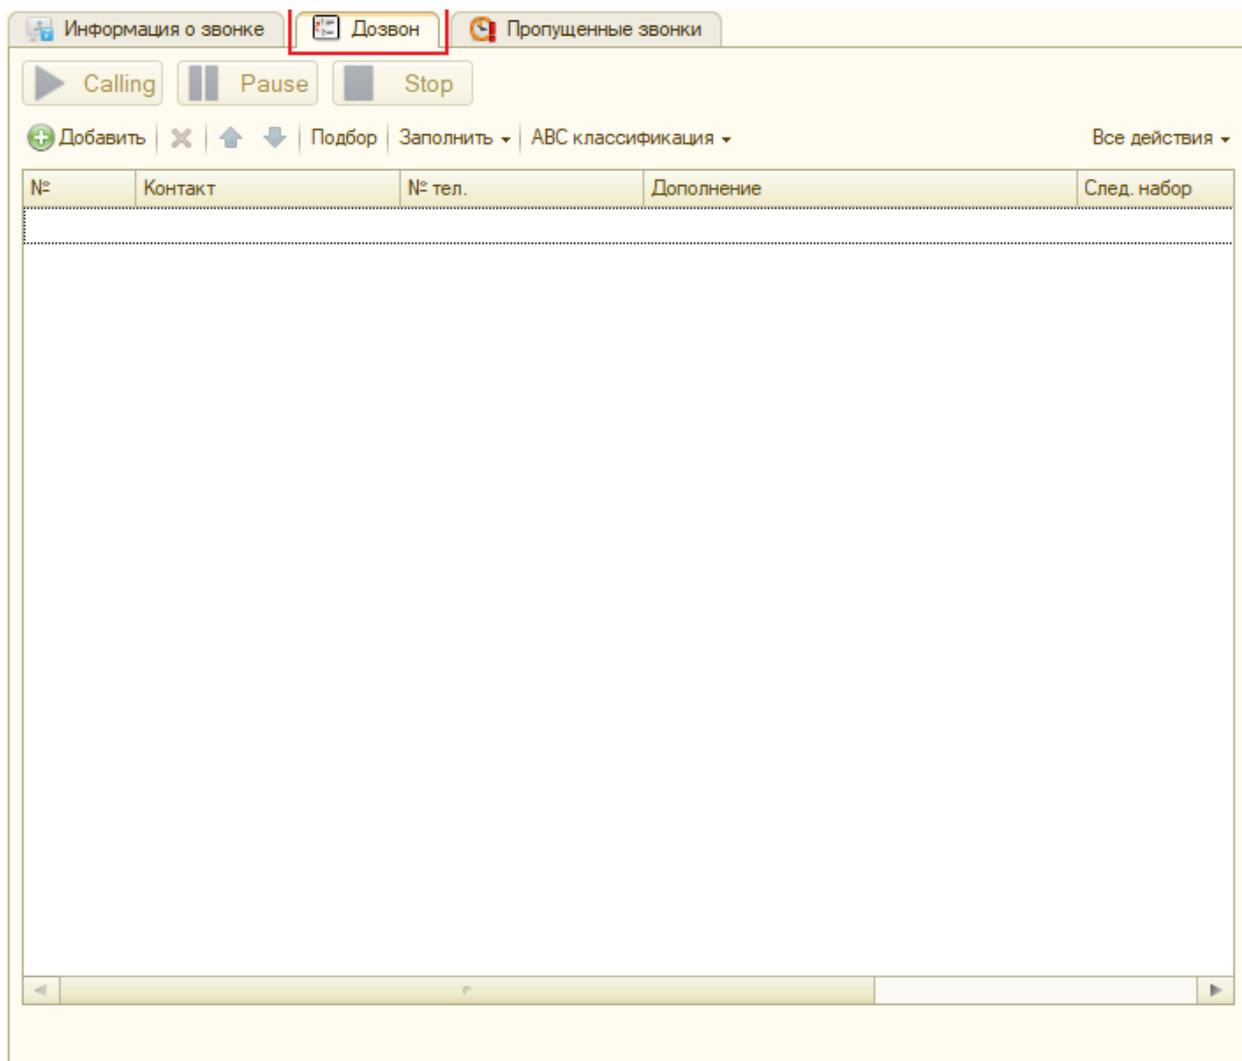 Информация о звонке Дозвон Пропущенные звонки
Calling Pause Stop
Добавить Подбор Заполнить ABC классификация Все действия
№ Контакт № тел. Дополнение След. набор